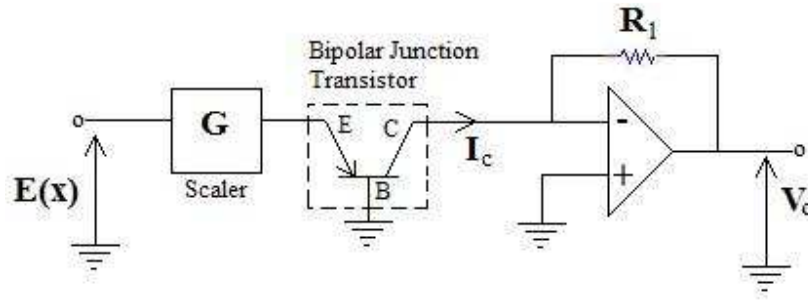 R1
Bipolar Junction
Transistor
G
E
C
-
Ic
B
+
Scaler
E(x)
Vo